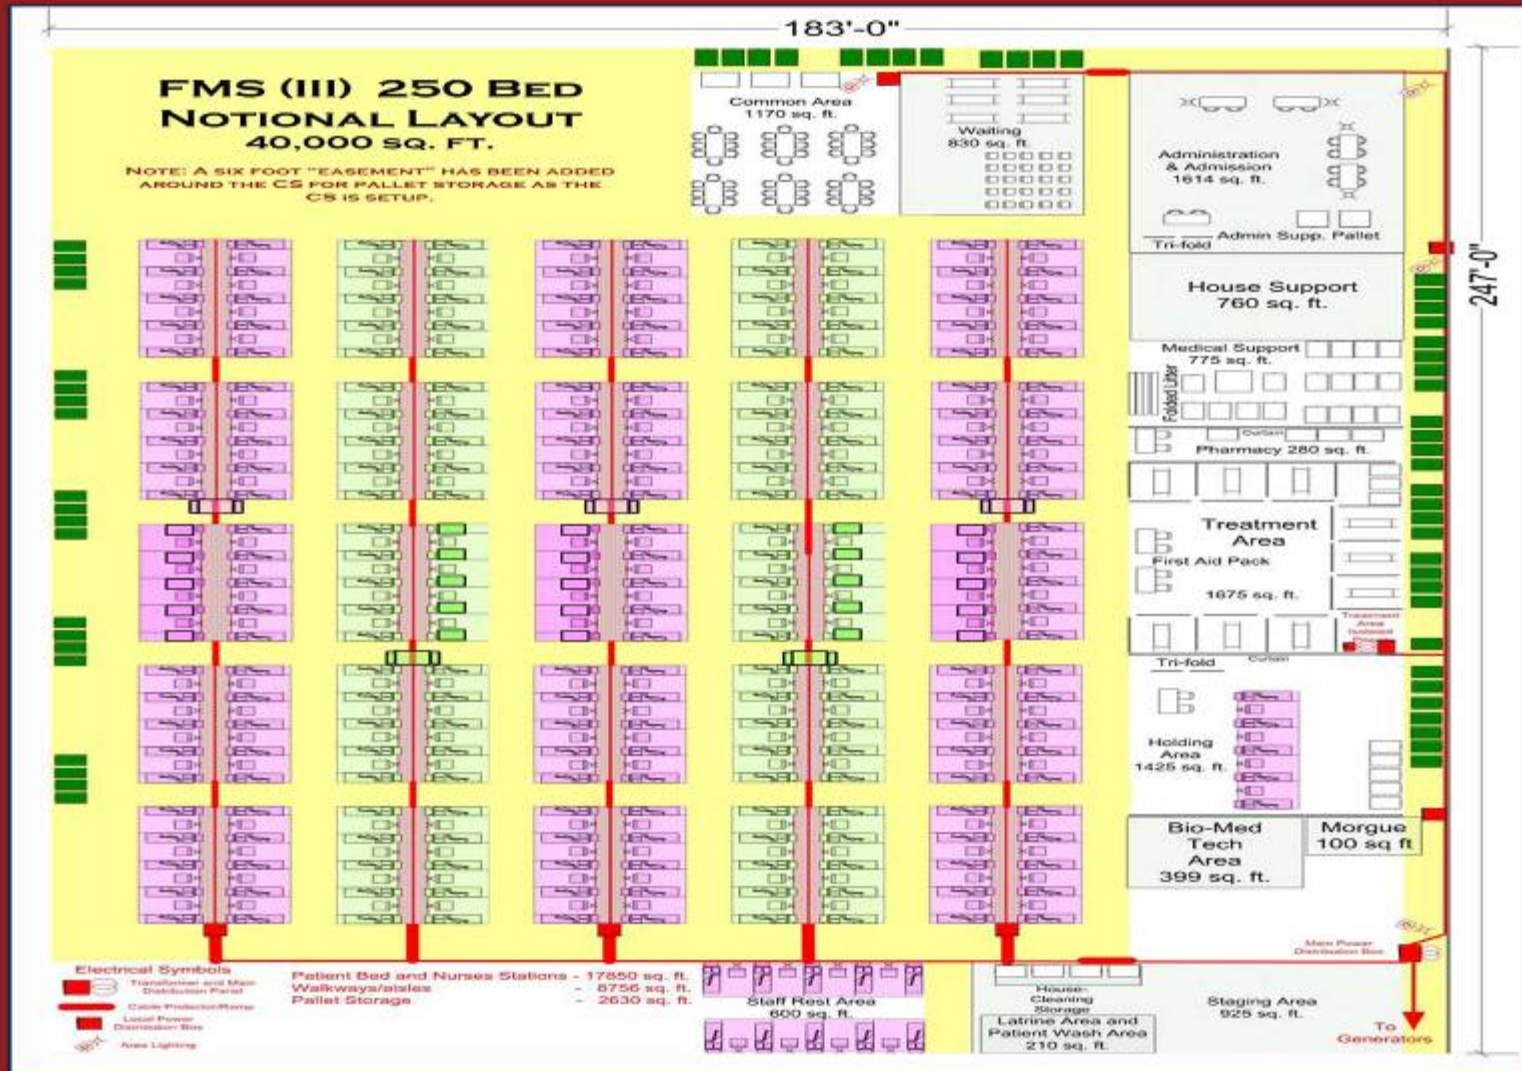 183'-0"
FMS (III) 250 BED
NOTIONAL LAYOUT
40,000 SQ. FT.
NOTE: A SIX FOOT "EASEMENT" HAS BEEN ADDED
AROUND THE CS FOR PALLET STORAGE AS THE
CS IS SETUP.
Common Area
1170 sq. ft.
Waiting
830 sq. ft.
Administration
& Admission
1614 sq. ft.
Admin Supp. Pallet
Tri-fold
247'-0"
House Support
760 sq. ft.
Medical Support
775 sq. ft.
Folded Litter
Curtain
Pharmacy 280 sq. ft.
Treatment
Area
First Aid Pack
1675 sq. ft.
Treatment
Area
Isolated
Tri-fold
Curtain
Holding
Area
1425 sq. ft.
Bio-Med
Tech
Area
399 sq. ft.
Morgue
100 sq ft
Main Power
Distribution Box
Electrical Symbols
Transformer and Main
Distribution Panel
Cable Protector/Ramp
Local Power
Distribution Box
Area Lighting
Patient Bed and Nurses Stations - 17850 sq. ft.
Walkways/aisles - 8756 sq. ft.
Pallet Storage - 2630 sq. ft.
Staff Rest Area
600 sq. ft.
House-
Cleaning
Storage
Latrine Area and
Patient Wash Area
210 sq. ft.
Staging Area
925 sq. ft.
To
Generators